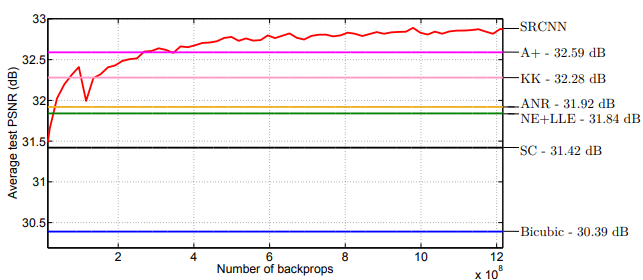 33
32.5
32
31.5
31
30.5
Average test PSNR (dB)
2
4
6
8
10
12
x 10^8
Number of backprops
SRCNN
A+ - 32.59 dB
KK - 32.28 dB
ANR - 31.92 dB
NE+LLE - 31.84 dB
SC - 31.42 dB
Bicubic - 30.39 dB